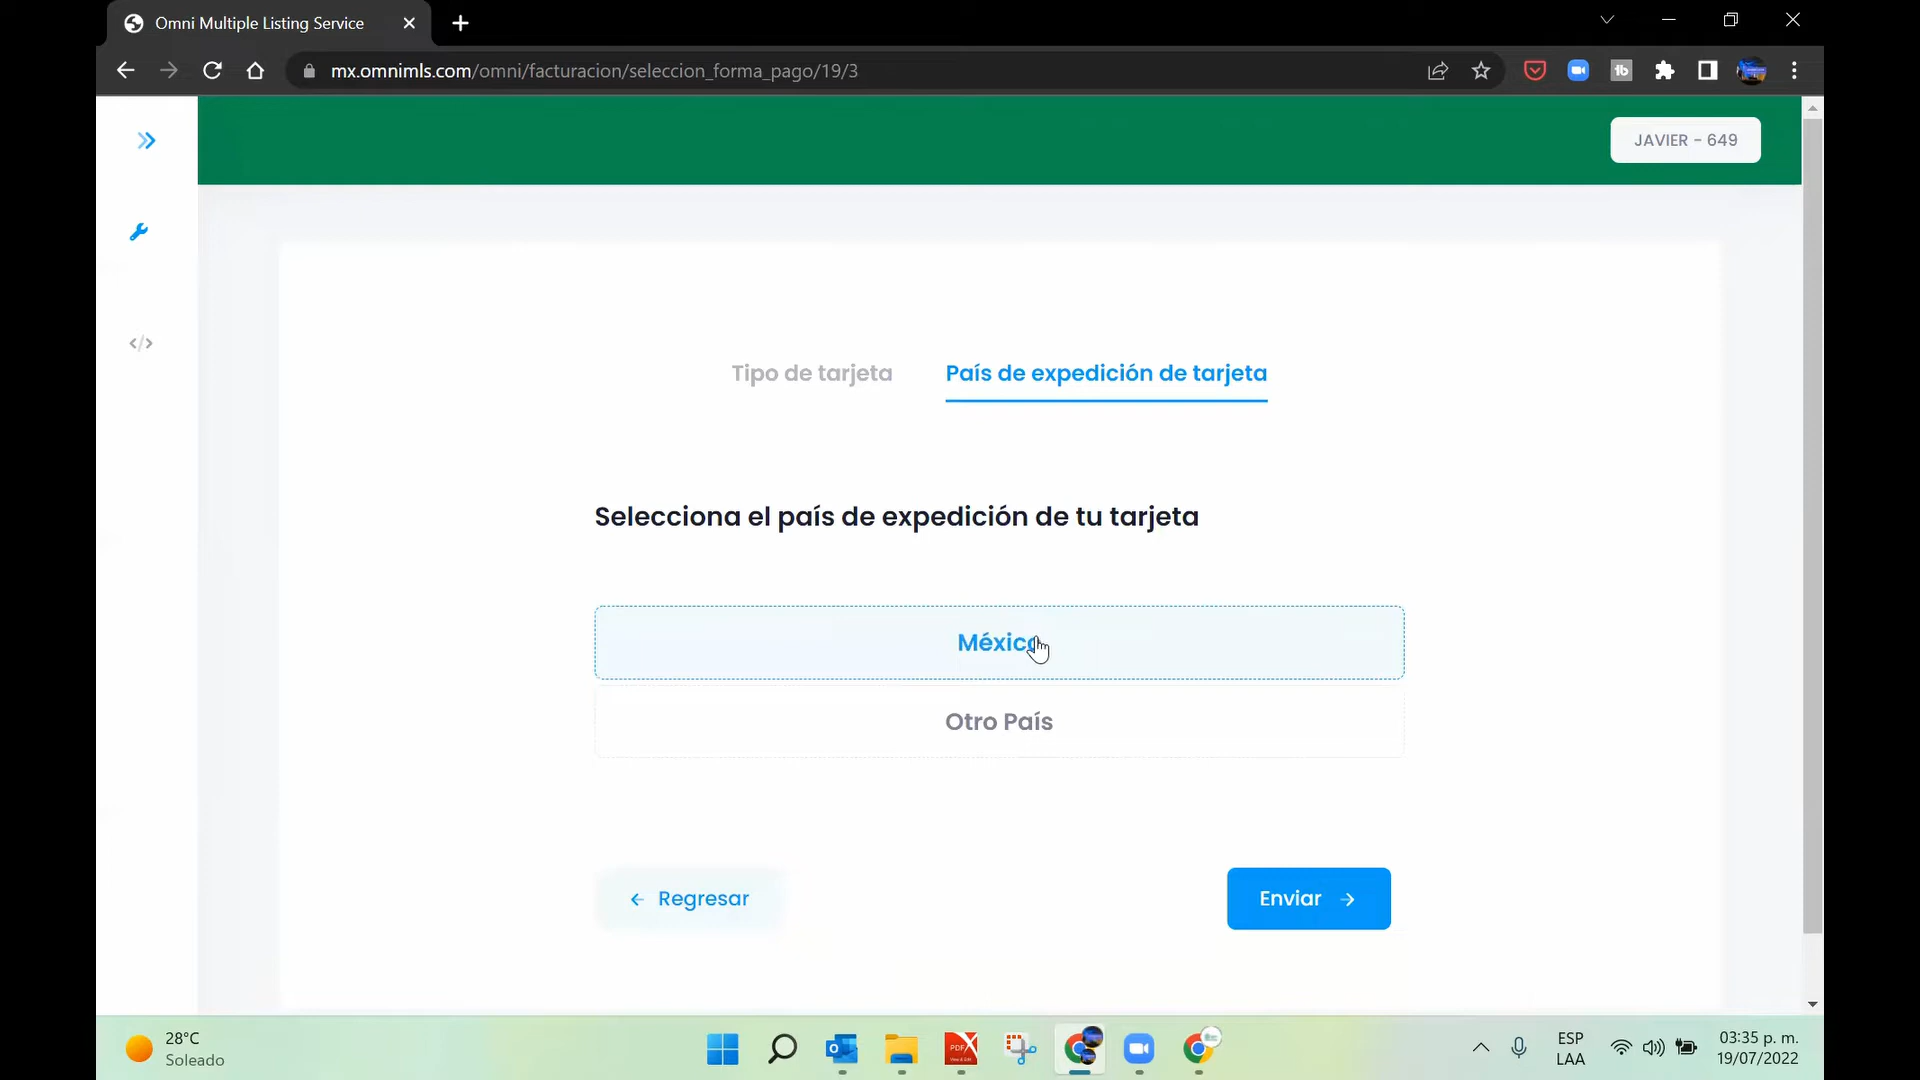 Omni Multiple Listing Service
mx.omnimls.com/omni/facturacion/seleccion_forma_pago/19/3
JAVIER - 649
Tipo de tarjeta
País de expedición de tarjeta
Selecciona el país de expedición de tu tarjeta
México
Otro País
Regresar
Enviar
28°C
Soleado
ESP
LAA
03:35 p. m.
19/07/2022